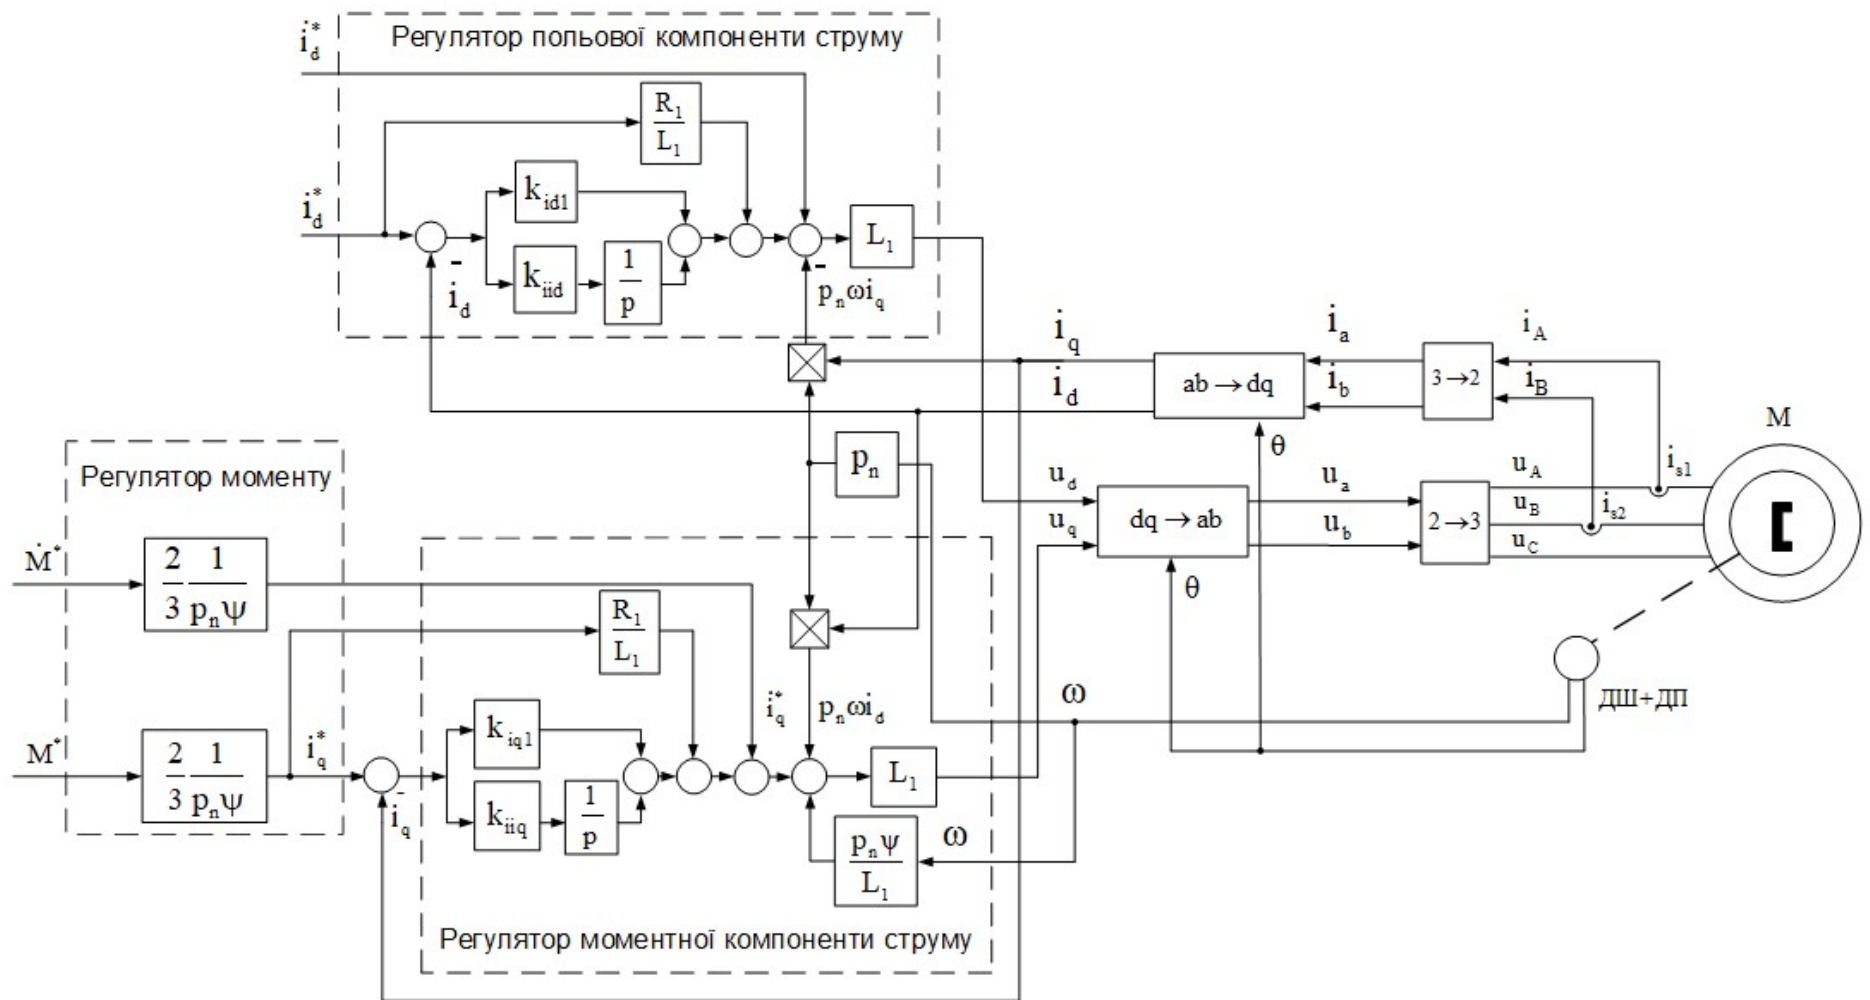 i*d
Регулятор польової компоненти струму
R1
L1
i*d
kid1
L1
kiid
1
p
-
id
-
pnωiq
iq
ia
iA
ab → dq
3→2
id
ib
iB
M
Регулятор моменту
pn
θ
ud
ua
uA
is1
dq → ab
2→3
uq
ub
uB
is2
uC
Ṁ*
2 1
3 pnψ
R1
L1
θ
i*q
pnωid
ω
ДШ+ДП
M*
2 1
3 pnψ
i*q
kiq1
L1
-
iq
kiiq
1
p
pnψ
L1
ω
Регулятор моментної компоненти струму